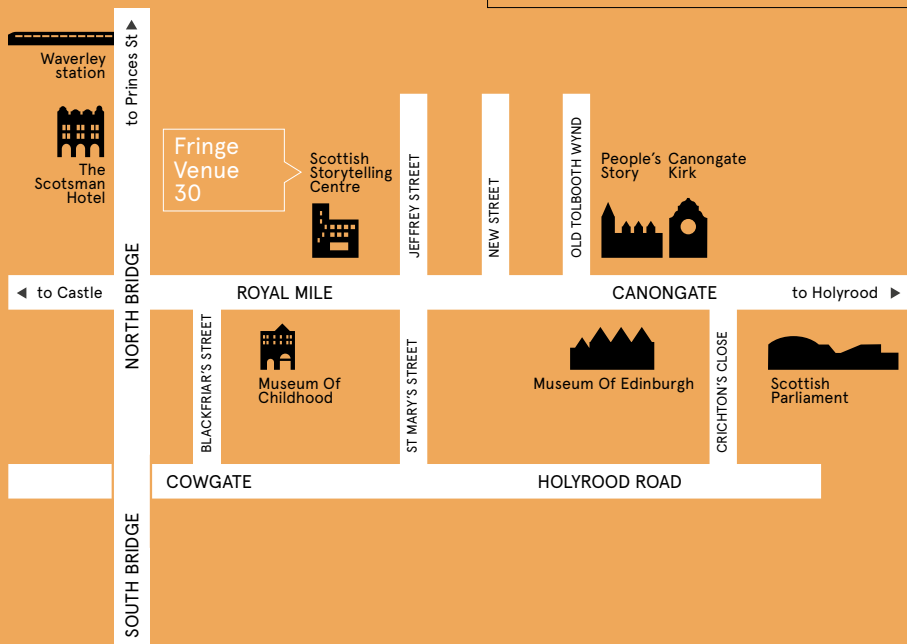 to Princes St
Waverley
station
The
Scotsman
Hotel
Fringe
Venue
30
Scottish
Storytelling
Centre
JEFFREY STREET
NEW STREET
OLD TOLBOOTH WYND
People's
Story
Canongate
Kirk
to Castle
NORTH BRIDGE
ROYAL MILE
CANONGATE
to Holyrood
BLACKFRIAR'S STREET
Museum Of
Childhood
ST MARY'S STREET
Museum Of Edinburgh
CRICHTON'S CLOSE
Scottish
Parliament
COWGATE
HOLYROOD ROAD
SOUTH BRIDGE